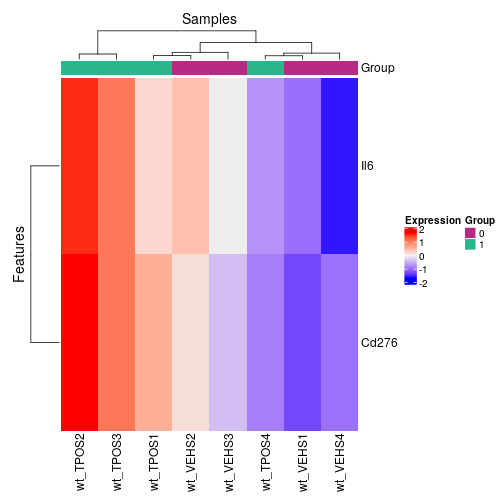 Samples
Group
Il6
Cd276
Features
Expression
2
1
0
-1
-2
Group
0
1
wt_TPOS2
wt_TPOS3
wt_TPOS1
wt_VEHS2
wt_VEHS3
wt_TPOS4
wt_VEHS1
wt_VEHS4